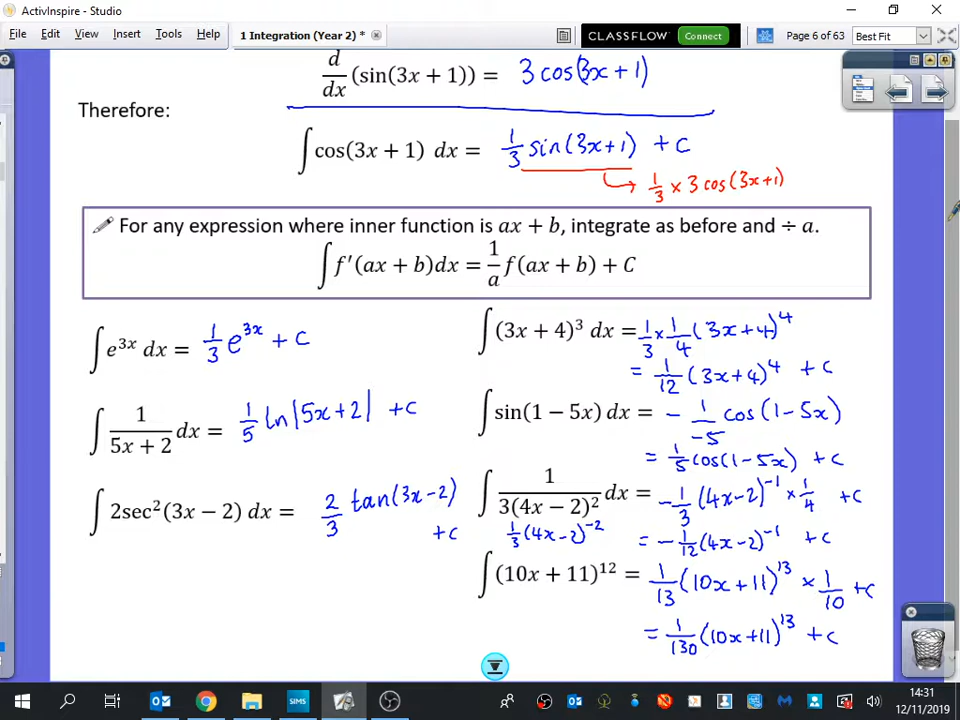 ActivInspire - Studio
File Edit View Insert Tools Help
1 Integration (Year 2) *
CLASSFLOW Connect
Page 6 of 63
Best Fit
d/dx (sin(3x + 1)) = 3 cos(3x + 1)
Therefore:
∫ cos(3x + 1) dx = 1/3 sin(3x+1) + c
1/3 × 3 cos(3x+1)
For any expression where inner function is ax + b, integrate as before and ÷ a.
∫ f'(ax + b)dx = 1/a f(ax + b) + C
∫ e^3x dx = 1/3 e^3x + c
∫ 1/(5x + 2) dx = 1/5 ln|5x+2| + c
∫ 2sec²(3x − 2) dx = 2/3 tan(3x−2)
+c
∫ (3x + 4)³ dx = 1/3 × 1/4 (3x+4)^4
= 1/12 (3x+4)^4 + c
∫ sin(1 − 5x) dx = − 1/−5 cos(1−5x)
= 1/5 cos(1−5x) + c
∫ 1/(3(4x − 2)²) dx = −1/3 (4x−2)^−1 × 1/4 + c
1/3 (4x−2)^−2
= −1/12 (4x−2)^−1 + c
∫ (10x + 11)^12 = 1/13 (10x+11)^13 × 1/10 + c
= 1/130 (10x+11)^13 + c
SIMS
14:31
12/11/2019